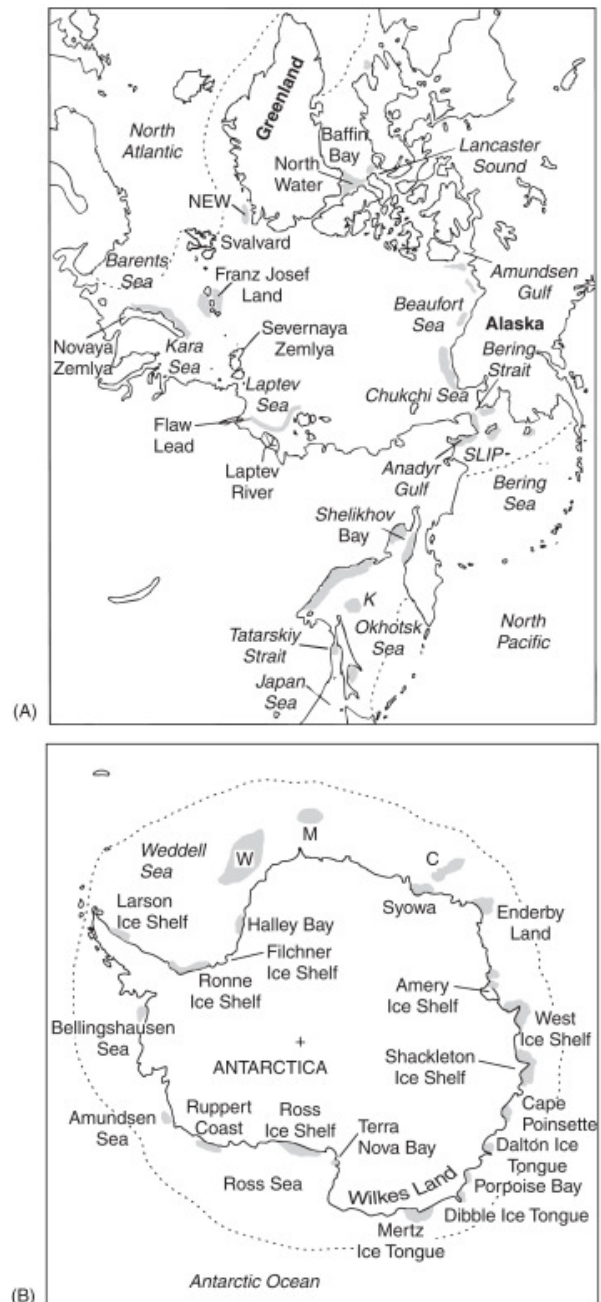 Greenland
North
Atlantic
Baffin
Bay
Lancaster
Sound
North
Water
NEW
Svalvard
Barents
Sea
Franz Josef
Land
Amundsen
Gulf
Beaufort
Sea
Alaska
Novaya
Zemlya
Kara
Sea
Severnaya
Zemlya
Bering
Strait
Laptev
Sea
Chukchi Sea
Flaw
Lead
Laptev
River
Anadyr
Gulf
SLIP-
Bering
Sea
Shelikhov
Bay
K
Okhotsk
Sea
North
Pacific
Tatarskiy
Strait
Japan
Sea
(A)
M
Weddell
Sea
W
C
Larson
Ice Shelf
Syowa
Enderby
Land
Halley Bay
Filchner
Ice Shelf
Ronne
Ice Shelf
Amery
Ice Shelf
West
Ice Shelf
Bellingshausen
Sea
ANTARCTICA
Shackleton
Ice Shelf
Amundsen
Sea
Ruppert
Coast
Ross
Ice Shelf
Terra
Nova Bay
Cape
Poinsette
Dalton Ice
Tongue
Porpoise Bay
Ross Sea
Wilkes Land
Dibble Ice Tongue
Mertz
Ice Tongue
Antarctic Ocean
(B)